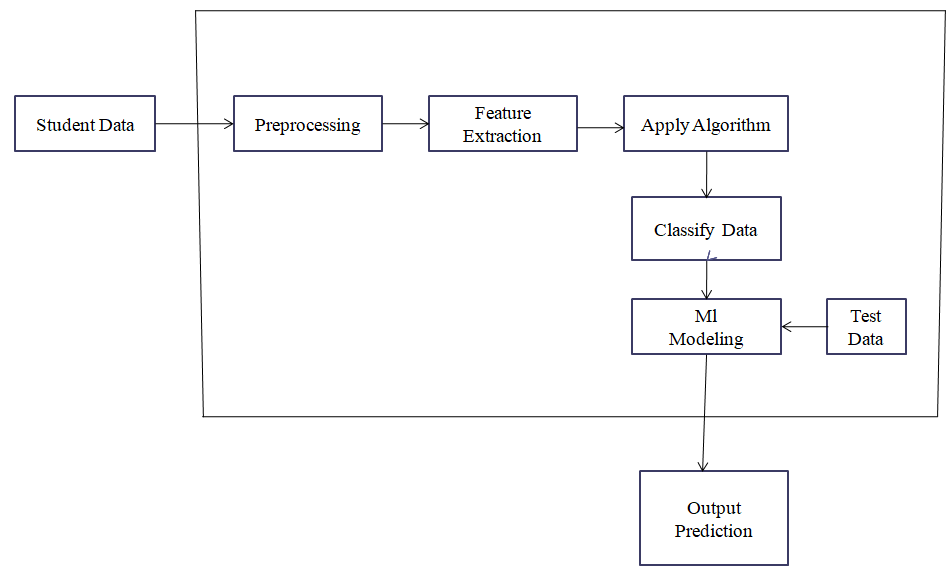 Student Data
Preprocessing
Feature
Extraction
Apply Algorithm
Classify Data
Ml
Modeling
Test
Data
Output
Prediction